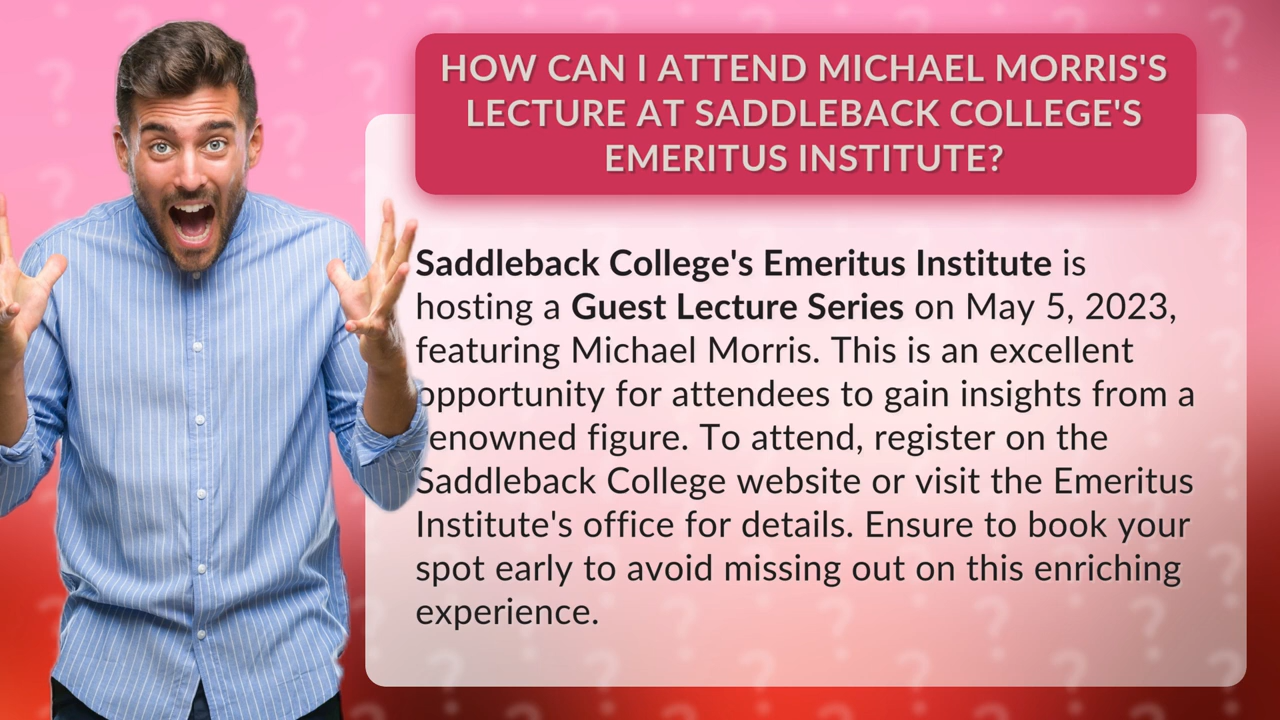 HOW CAN I ATTEND MICHAEL MORRIS'S
LECTURE AT SADDLEBACK COLLEGE'S
EMERITUS INSTITUTE?
Saddleback College's Emeritus Institute is
hosting a Guest Lecture Series on May 5, 2023,
featuring Michael Morris. This is an excellent
opportunity for attendees to gain insights from a
renowned figure. To attend, register on the
Saddleback College website or visit the Emeritus
Institute's office for details. Ensure to book your
spot early to avoid missing out on this enriching
experience.